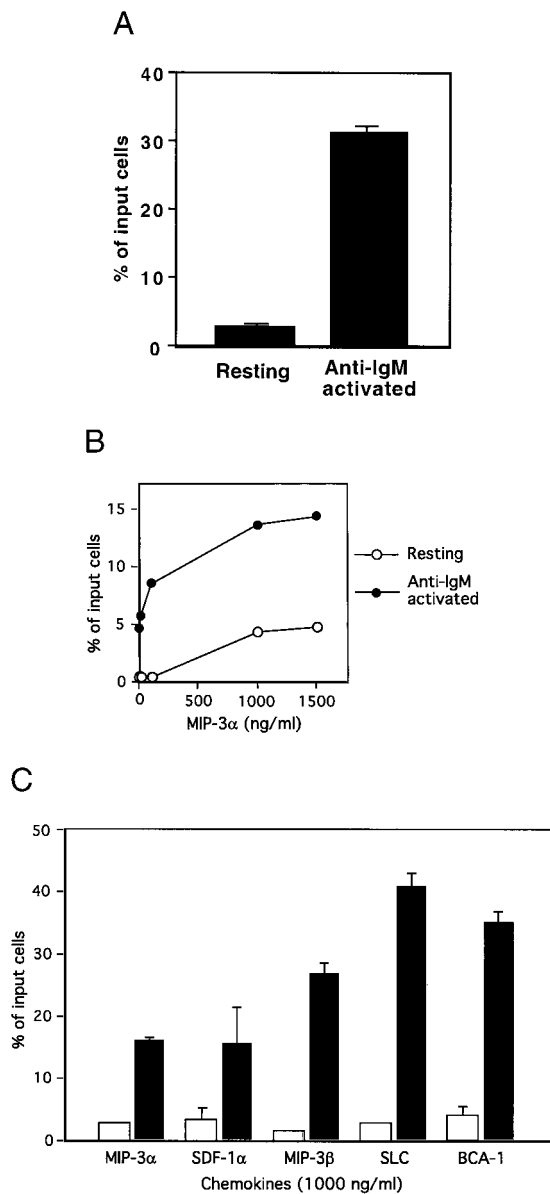 A
40
30
20
10
0
% of input cells
Resting
Anti-IgM
activated
B
15
10
5
0
% of input cells
0
500
1000
1500
MIP-3α (ng/ml)
Resting
Anti-IgM
activated
C
50
40
30
20
10
0
% of input cells
MIP-3α
SDF-1α
MIP-3β
SLC
BCA-1
Chemokines (1000 ng/ml)